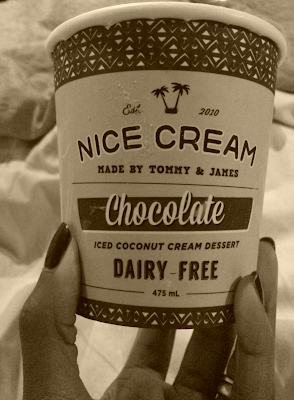 Est. 2010
NICE CREAM
MADE BY TOMMY & JAMES
Chocolate
ICED COCONUT CREAM DESSERT
DAIRY-FREE
475 mL